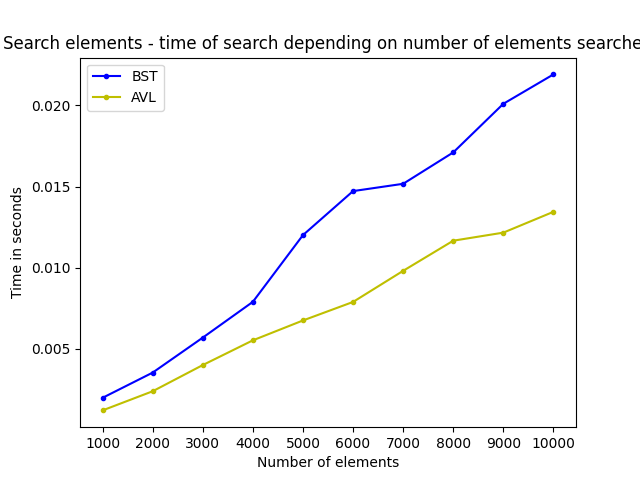 Search elements - time of search depending on number of elements searche
BST
AVL
0.020
0.015
0.010
0.005
Time in seconds
1000 2000 3000 4000 5000 6000 7000 8000 9000 10000
Number of elements